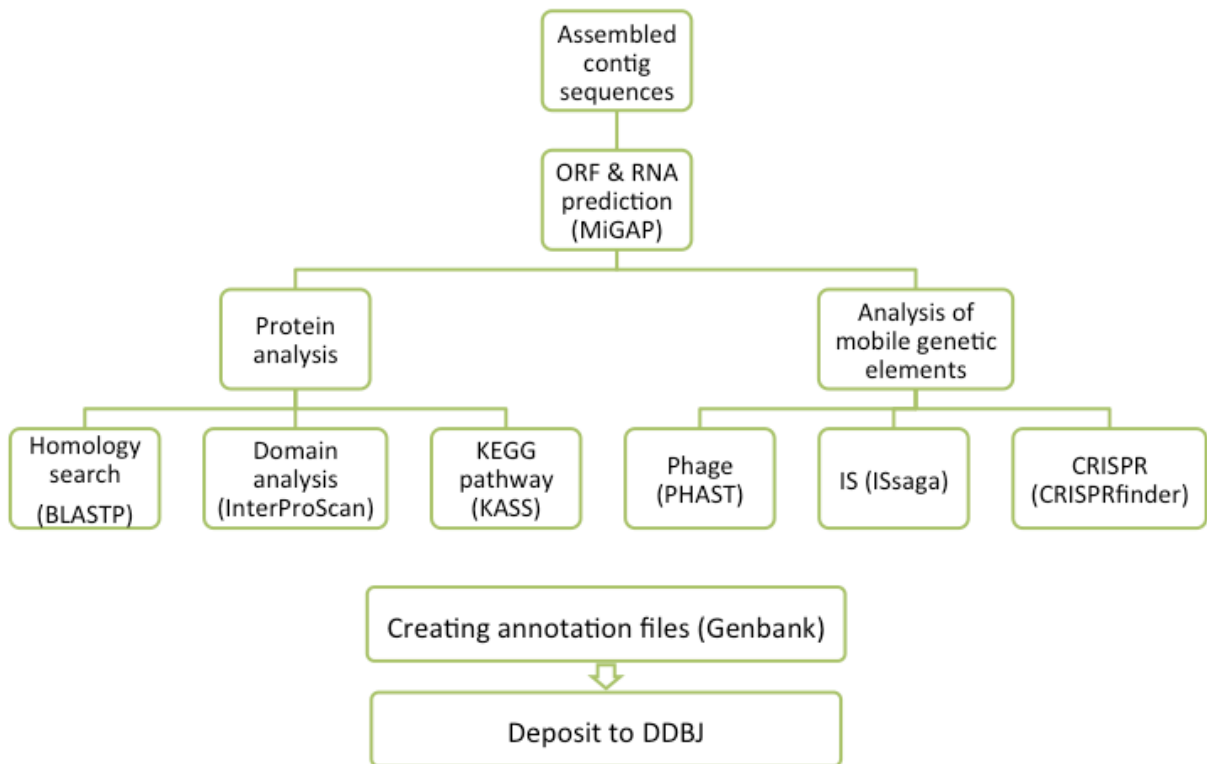 Assembled
contig
sequences
ORF & RNA
prediction
(MiGAP)
Protein
analysis
Analysis of
mobile genetic
elements
Homology
search
(BLASTP)
Domain
analysis
(InterProScan)
KEGG
pathway
(KASS)
Phage
(PHAST)
IS (ISsaga)
CRISPR
(CRISPRfinder)
Creating annotation files (Genbank)
Deposit to DDBJ